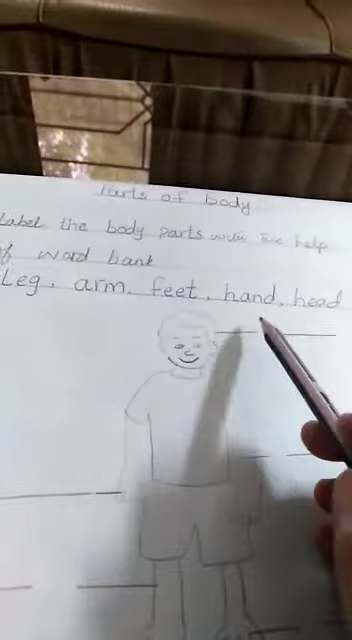 Parts of body
Label the body parts with the help
of word bank
Leg, arm, feet, hand, head